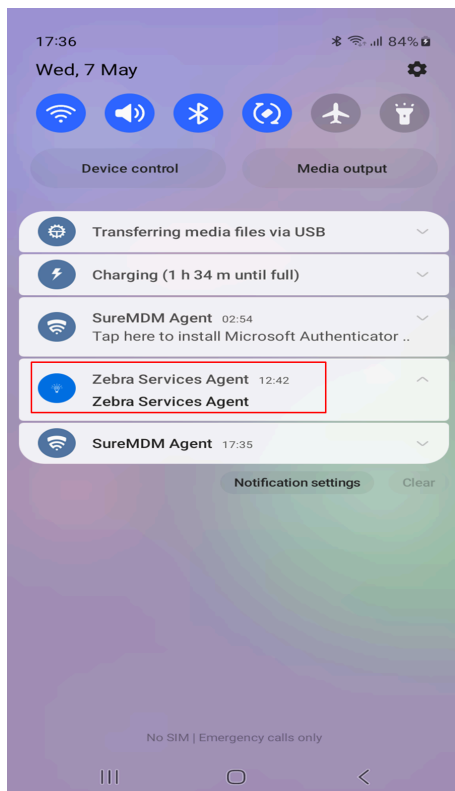 17:36 84%
Wed, 7 May
Device control Media output
Transferring media files via USB
Charging (1 h 34 m until full)
SureMDM Agent 02:54
Tap here to install Microsoft Authenticator ..
Zebra Services Agent 12:42
Zebra Services Agent
SureMDM Agent 17:35
Notification settings Clear
No SIM | Emergency calls only